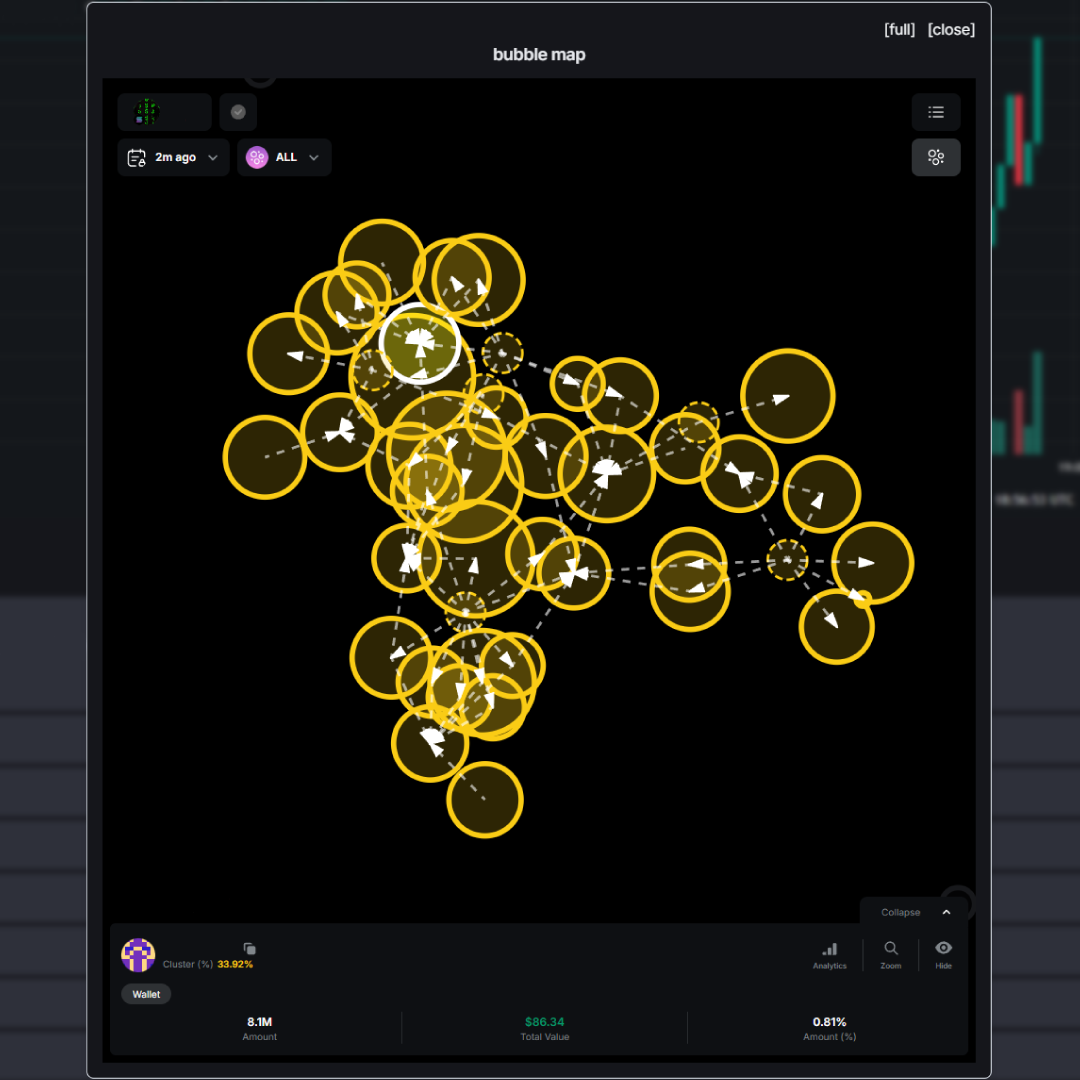 [full] [close]
bubble map
2m ago
ALL
Collapse
Cluster (%) 33.92%
Analytics
Zoom
Hide
Wallet
8.1M
$86.34
0.81%
Amount
Total Value
Amount (%)